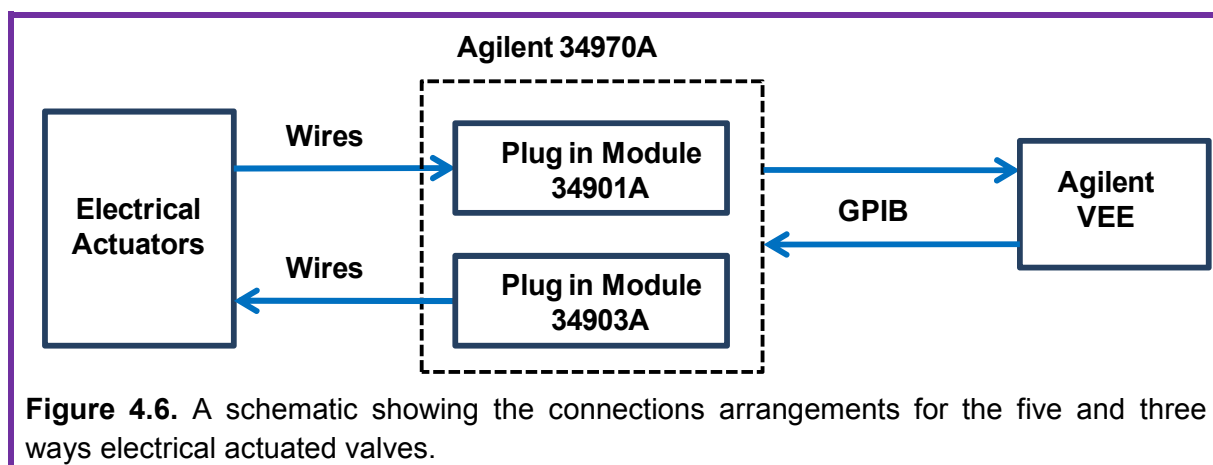 Agilent 34970A
Wires
Plug in Module
34901A
Electrical
Actuators
GPIB
Agilent
VEE
Wires
Plug in Module
34903A
Figure 4.6. A schematic showing the connections arrangements for the five and three
ways electrical actuated valves.